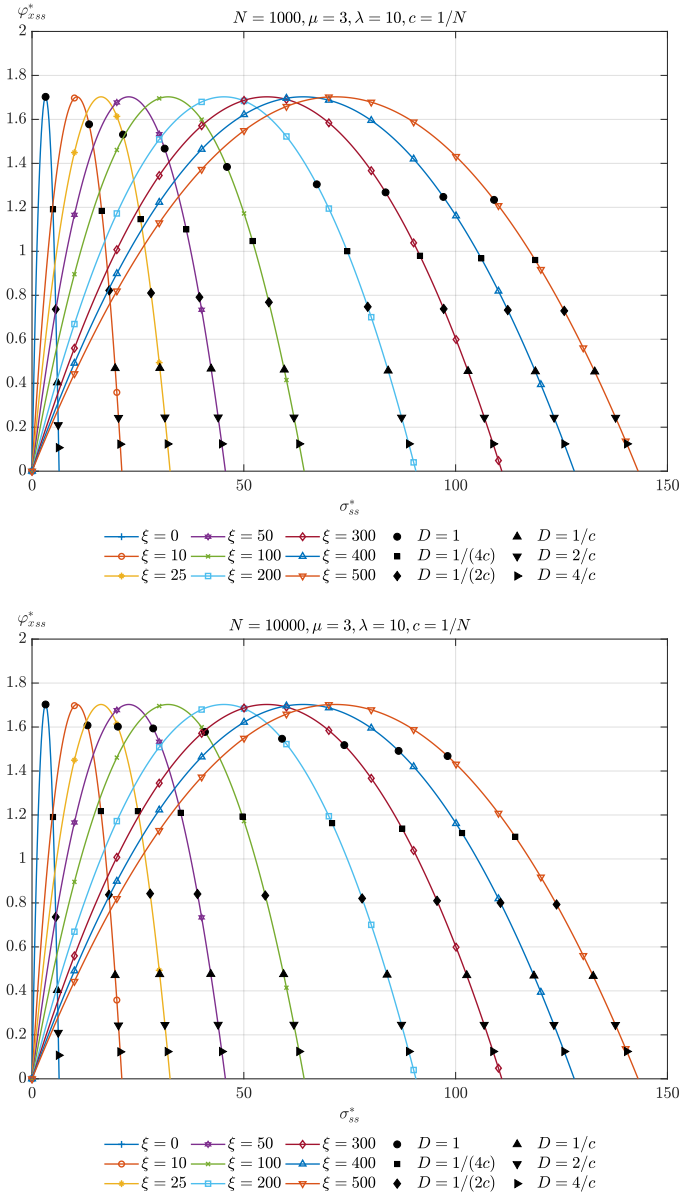 φ*ₓ ss
N = 1000, μ = 3, λ = 10, c = 1/N
2
1.8
1.6
1.4
1.2
1
0.8
0.6
0.4
0.2
0
0 50 100 150
σ*ss
ξ = 0 ξ = 50 ξ = 300 D = 1 D = 1/c
ξ = 10 ξ = 100 ξ = 400 D = 1/(4c) D = 2/c
ξ = 25 ξ = 200 ξ = 500 D = 1/(2c) D = 4/c
φ*ₓ ss
N = 10000, μ = 3, λ = 10, c = 1/N
2
1.8
1.6
1.4
1.2
1
0.8
0.6
0.4
0.2
0
0 50 100 150
σ*ss
ξ = 0 ξ = 50 ξ = 300 D = 1 D = 1/c
ξ = 10 ξ = 100 ξ = 400 D = 1/(4c) D = 2/c
ξ = 25 ξ = 200 ξ = 500 D = 1/(2c) D = 4/c